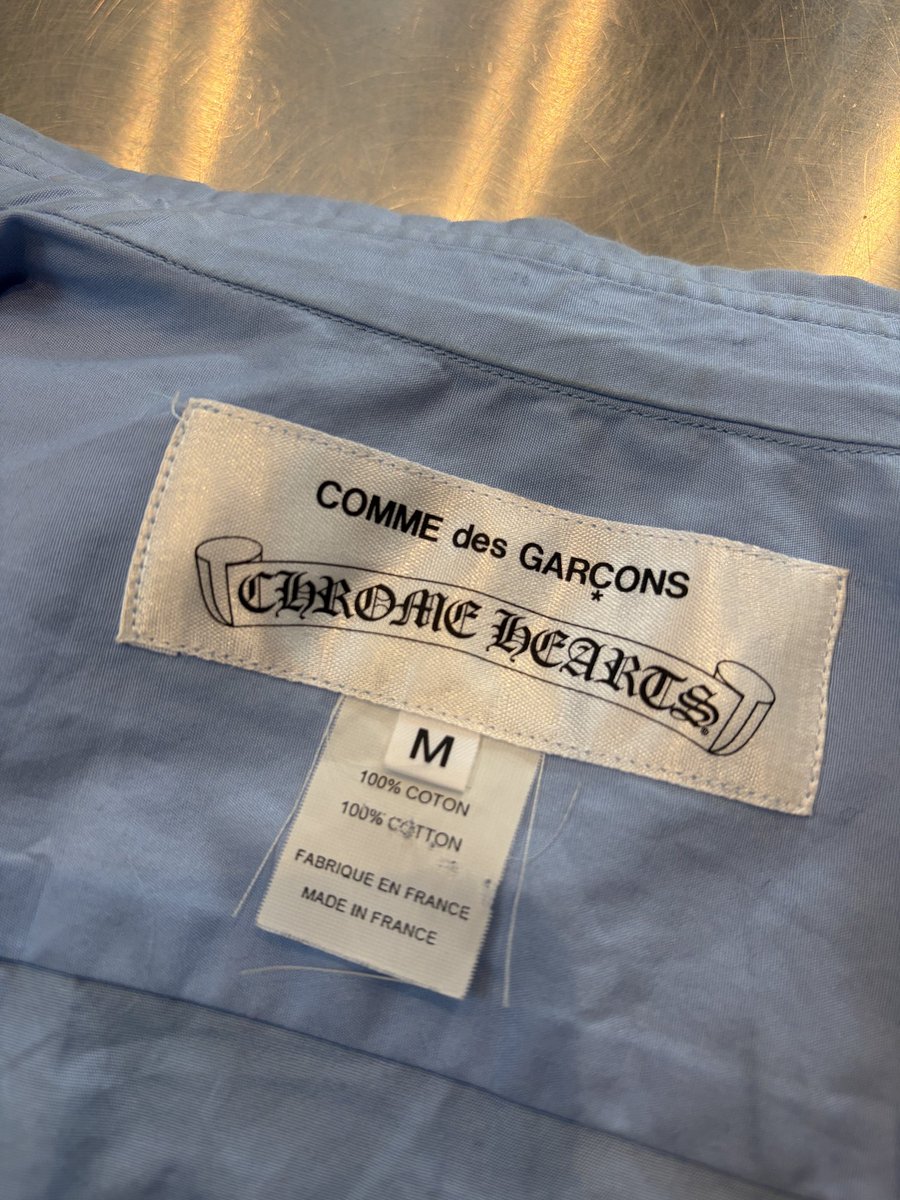 COMME des GARÇONS
*
CHROME HEARTS®
M
100% COTON
100% COTTON
FABRIQUE EN FRANCE
MADE IN FRANCE